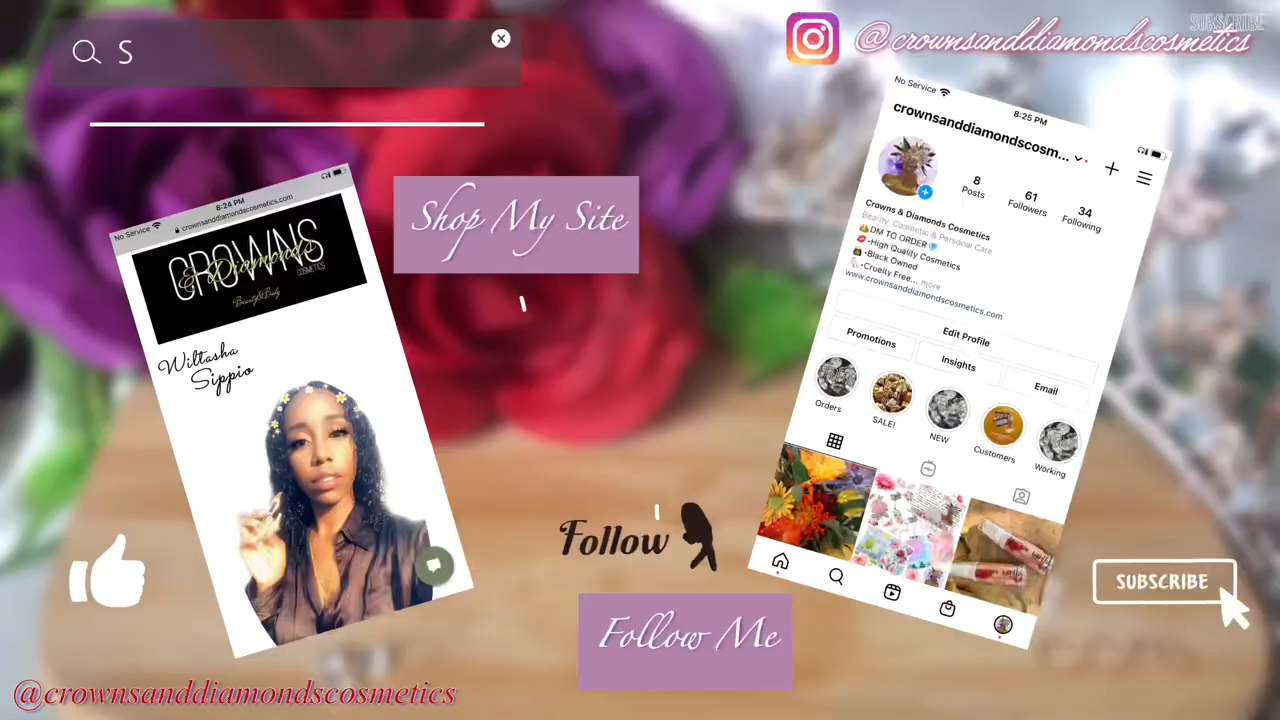 S
@crownsanddiamondscosmetics
SUBSCRIBE
No Service
8:24 PM
crownsanddiamondscosmetics.com
CROWNS
& Diamonds
COSMETICS
Beauty&Body
Wiltasha
Sippio
Shop My Site
Follow
Follow Me
No Service
8:25 PM
crownsanddiamondscosm...
8
Posts
61
Followers
34
Following
Crowns & Diamonds Cosmetics
Beauty, Cosmetic & Personal Care
DM TO ORDER
•High Quality Cosmetics
•Black Owned
•Cruelty Free... more
www.crownsanddiamondscosmetics.com
Edit Profile
Promotions
Insights
Email
Orders
SALE!
NEW
Customers
Working
SUBSCRIBE
@crownsanddiamondscosmetics